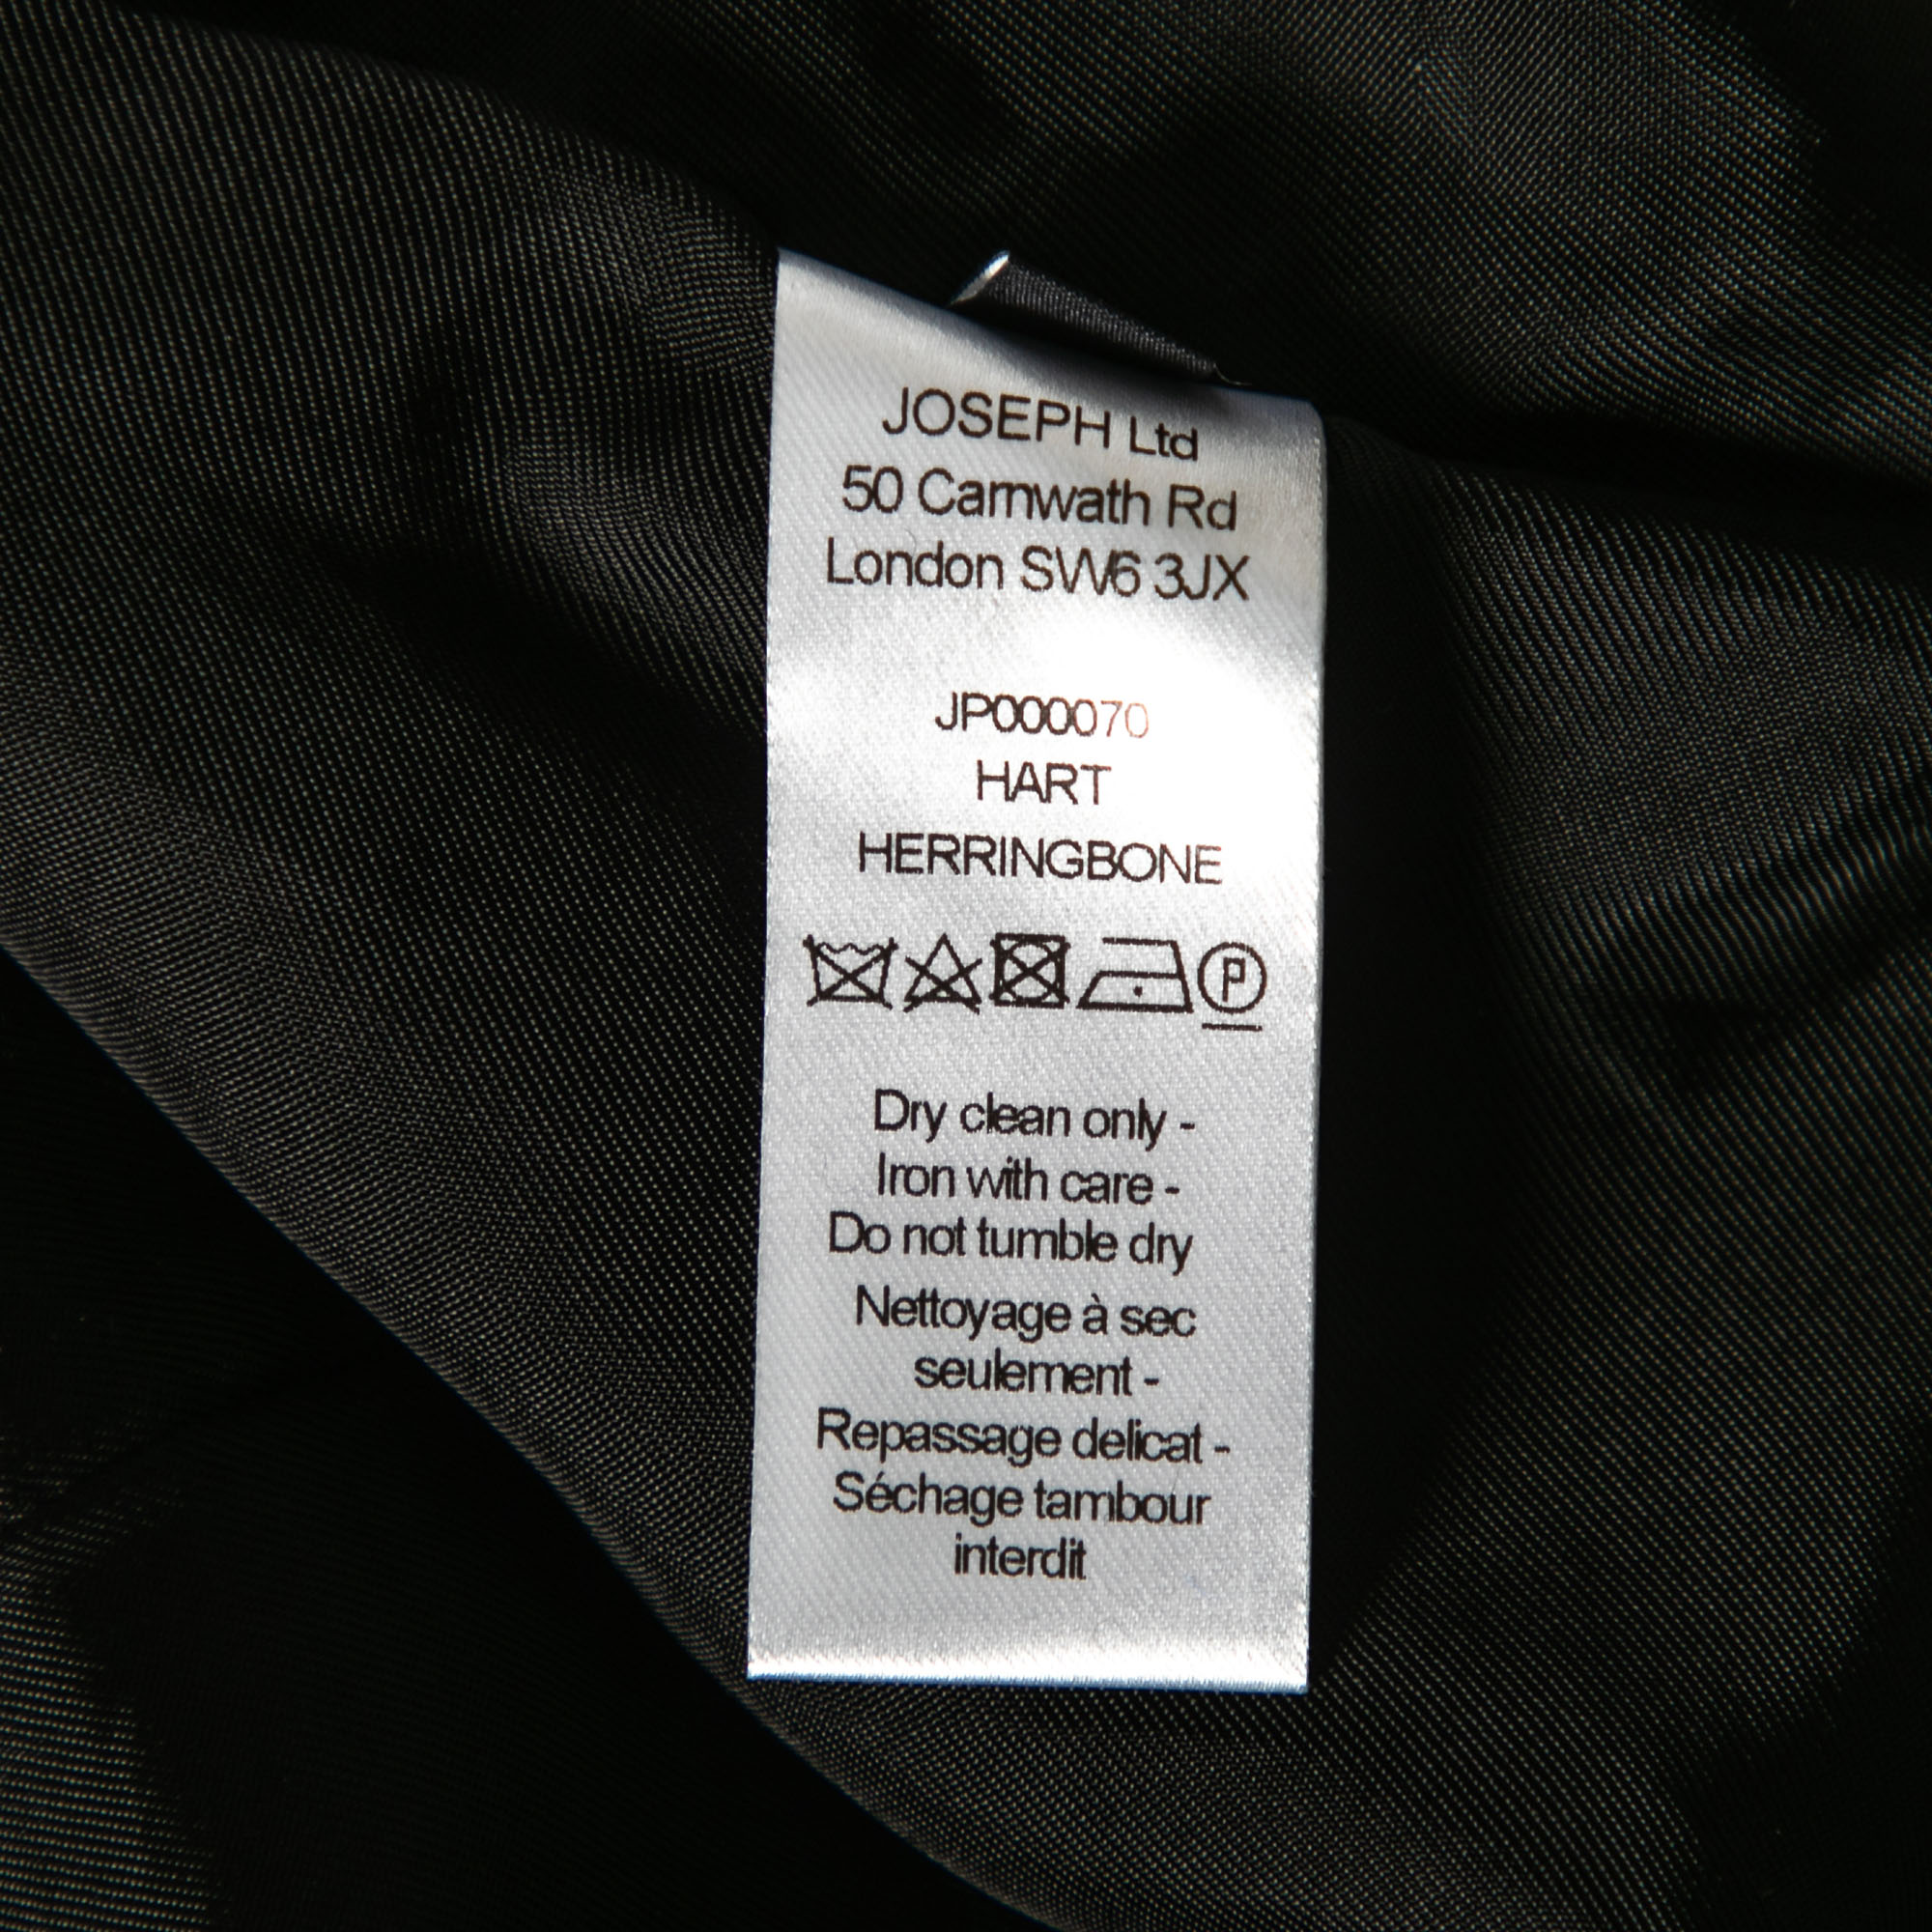 JOSEPH Ltd
50 Carnwath Rd
London SW6 3JX
JP000070
HART
HERRINGBONE
P
Dry clean only -
Iron with care -
Do not tumble dry
Nettoyage à sec
seulement -
Repassage delicat -
Séchage tambour
interdit